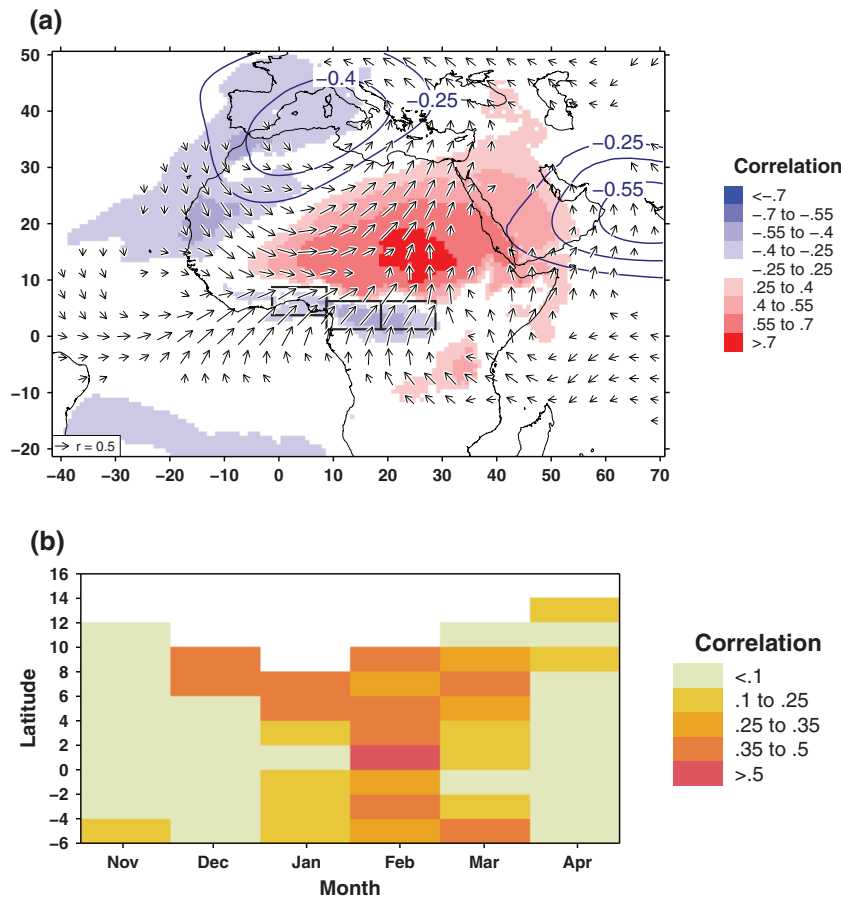 (a)
50
40
30
20
10
0
−10
−20
−40 −30 −20 −10 0 10 20 30 40 50 60 70
−0.4
−0.25
−0.25
−0.55
r = 0.5
Correlation
<−.7
−.7 to −.55
−.55 to −.4
−.4 to −.25
−.25 to .25
.25 to .4
.4 to .55
.55 to .7
>.7
(b)
16
14
12
10
8
6
4
2
0
−2
−4
−6
Latitude
Nov Dec Jan Feb Mar Apr
Month
Correlation
<.1
.1 to .25
.25 to .35
.35 to .5
>.5